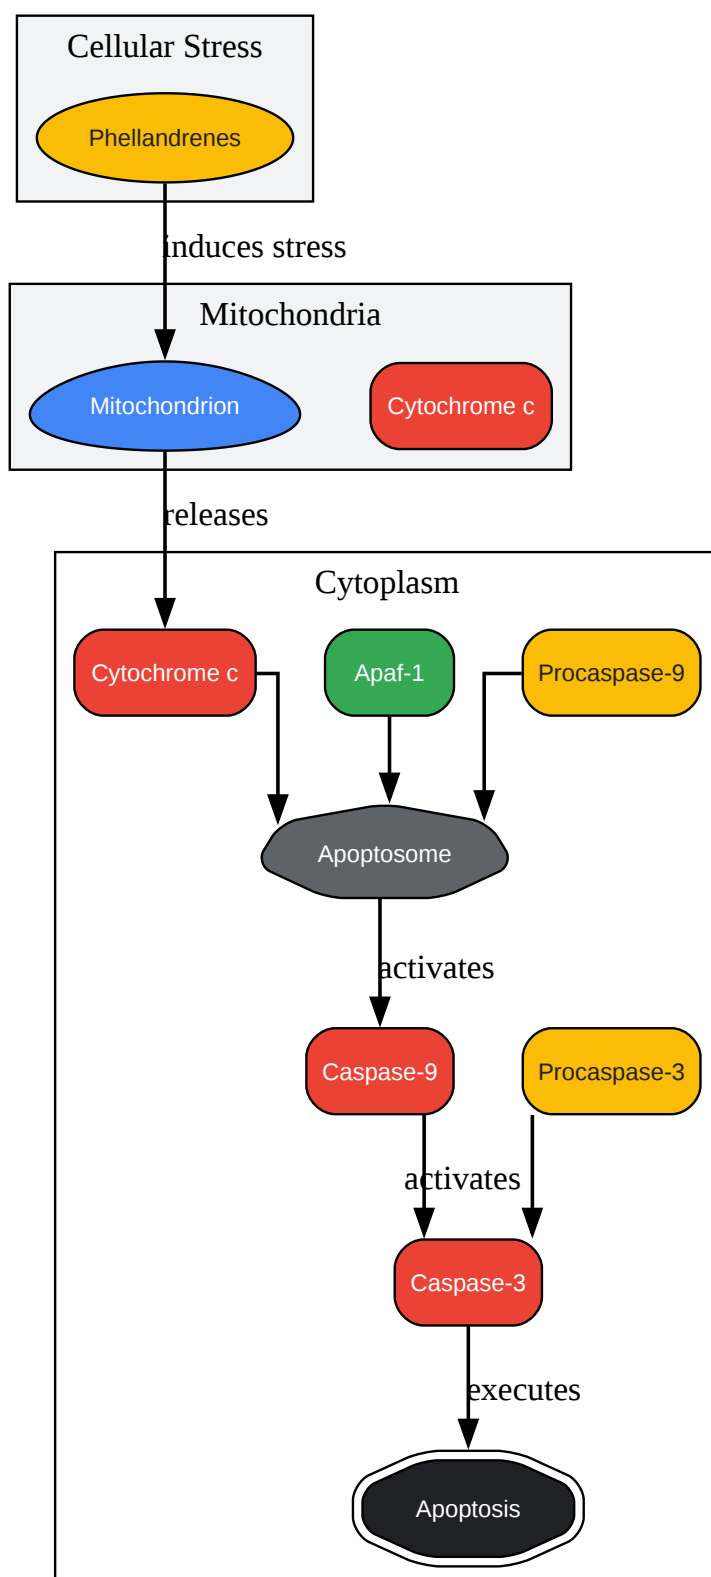 Cellular Stress
Phellandrenes
induces stress
Mitochondria
Mitochondrion
Cytochrome c
releases
Cytoplasm
Cytochrome c
Apaf-1
Procaspase-9
Apoptosome
activates
Caspase-9
Procaspase-3
activates
Caspase-3
executes
Apoptosis